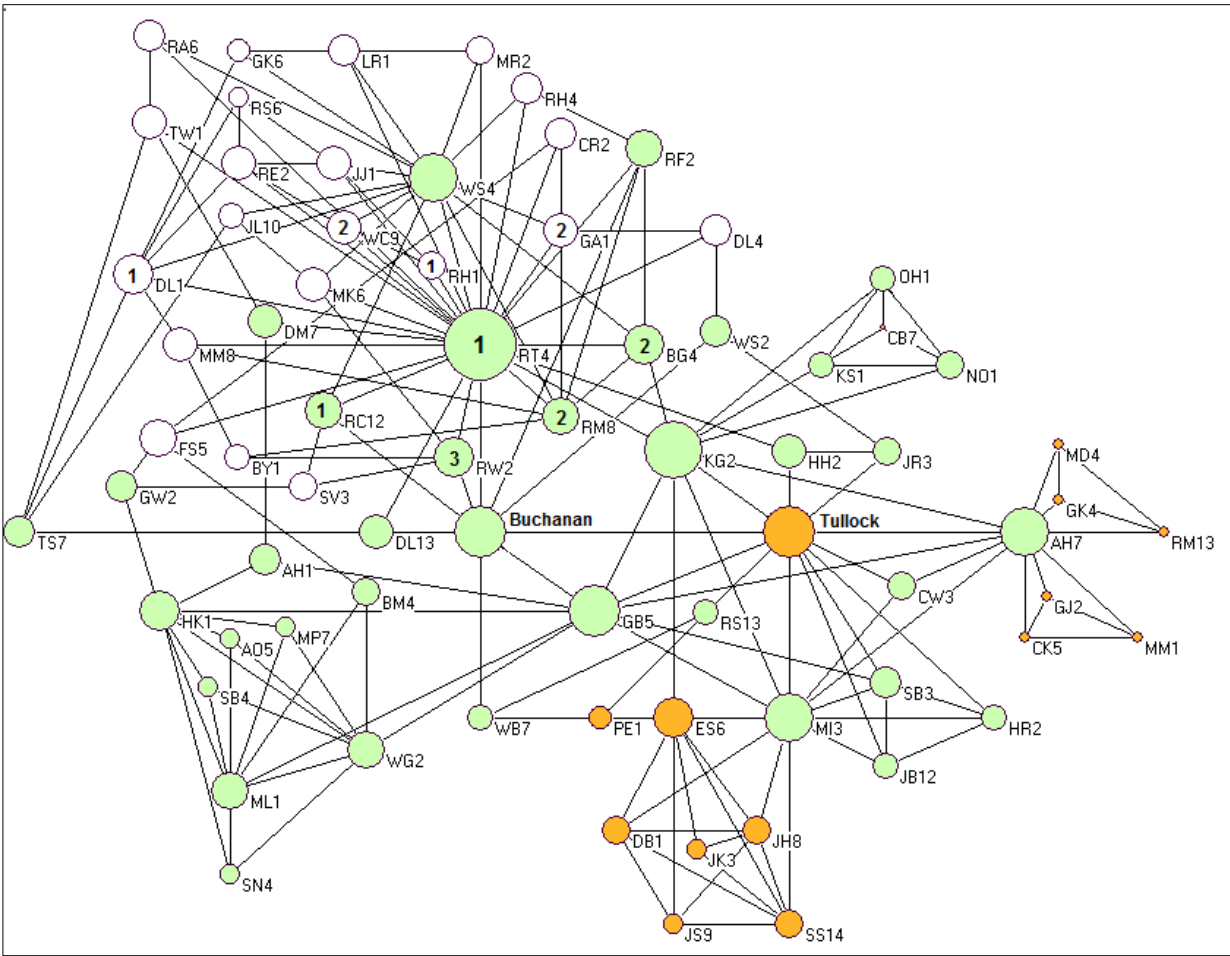 RA6
GK6
LR1
MR2
RS6
RH4
TW1
CR2
RE2
JJ1
WS4
RF2
JL10
2
WC9
2
GA1
DL4
1
DL1
1
RH1
MK6
OH1
DM7
CB7
MM8
1
RT4
2
BG4
WS2
KS1
NO1
1
RC12
2
RM8
FS5
BY1
3
RW2
KG2
HH2
JR3
MD4
GW2
SV3
GK4
TS7
DL13
Buchanan
Tullock
AH7
RM13
AH1
BM4
CW3
GJ2
HK1
AO5
MP7
GB5
RS13
CK5
MM1
SB4
SB3
WB7
PE1
ES6
MI3
HR2
WG2
JB12
ML1
DB1
JK3
JH8
SN4
JS9
SS14